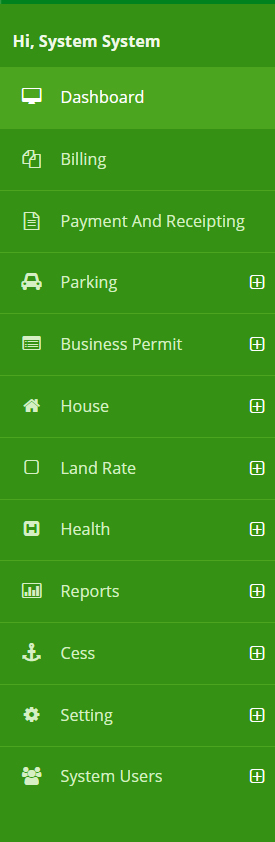 Hi, System System
Dashboard
Billing
Payment And Receipting
Parking
Business Permit
House
Land Rate
Health
Reports
Cess
Setting
System Users